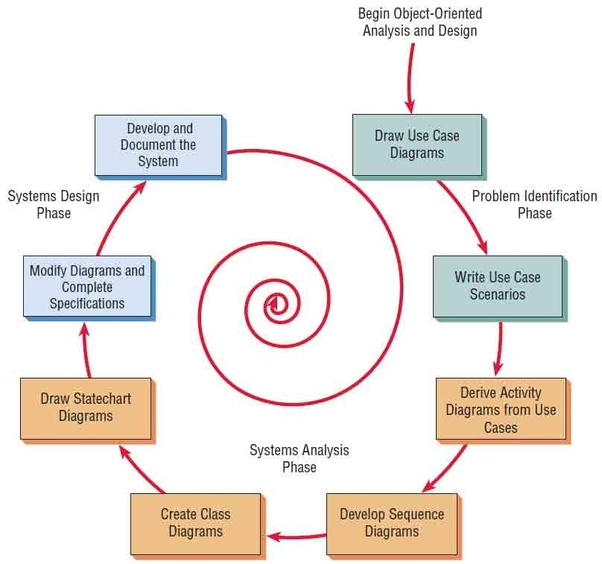 Begin Object-Oriented
Analysis and Design
Draw Use Case
Diagrams
Problem Identification
Phase
Write Use Case
Scenarios
Derive Activity
Diagrams from Use
Cases
Develop Sequence
Diagrams
Systems Analysis
Phase
Create Class
Diagrams
Draw Statechart
Diagrams
Modify Diagrams and
Complete
Specifications
Systems Design
Phase
Develop and
Document the
System